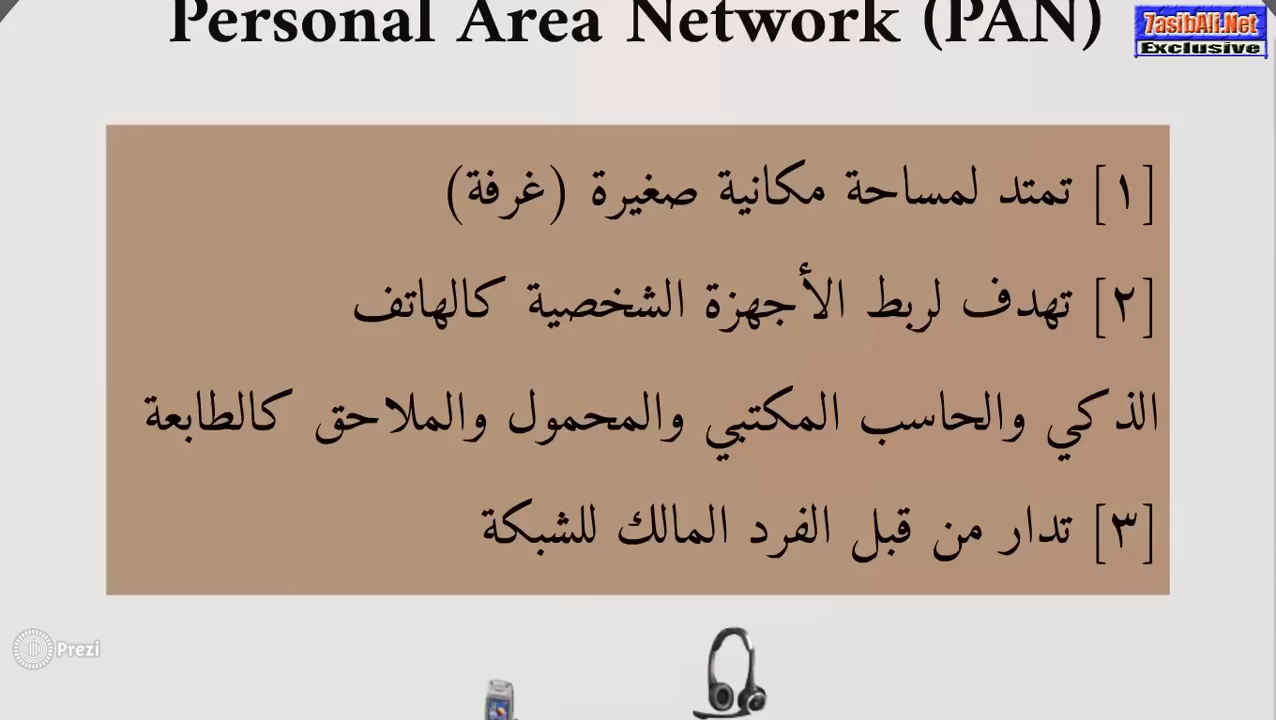 Personal Area Network (PAN)
7asibAli.Net
Exclusive
[١] تمتد لمساحة مكانية صغيرة (غرفة)
[٢] تهدف لربط الأجهزة الشخصية كالهاتف
الذكي والحاسب المكتبي والمحمول والملاحق كالطابعة
[٣] تدار من قبل الفرد المالك للشبكة
Prezi